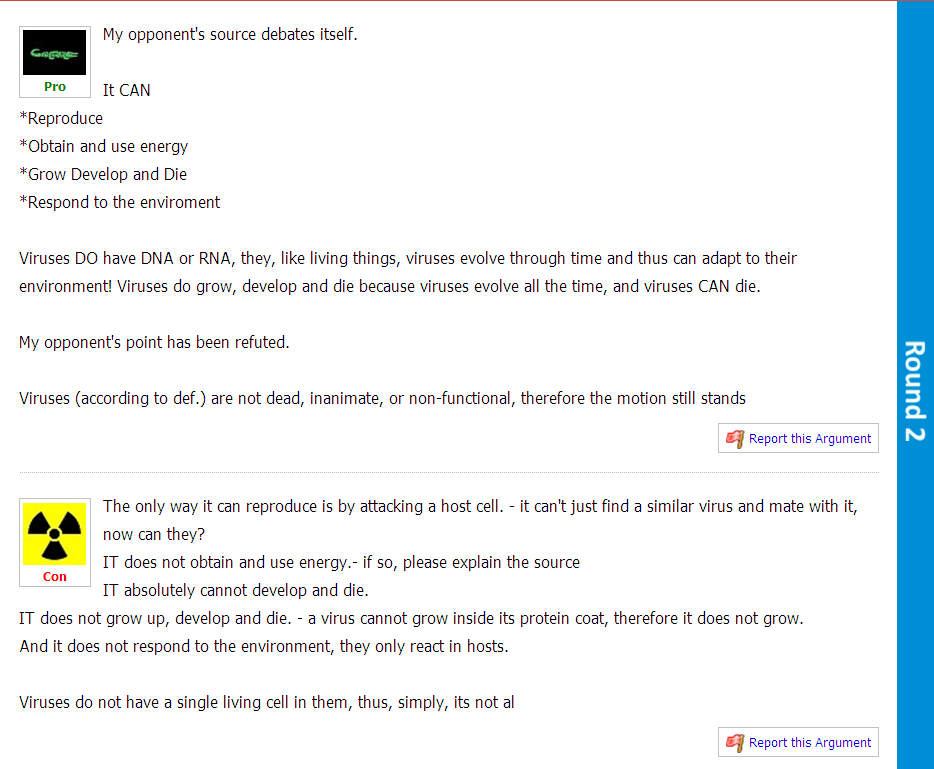 My opponent's source debates itself.
Pro
It CAN
*Reproduce
*Obtain and use energy
*Grow Develop and Die
*Respond to the enviroment
Viruses DO have DNA or RNA, they, like living things, viruses evolve through time and thus can adapt to their
environment! Viruses do grow, develop and die because viruses evolve all the time, and viruses CAN die.
My opponent's point has been refuted.
Viruses (according to def.) are not dead, inanimate, or non-functional, therefore the motion still stands
Report this Argument
Round 2
The only way it can reproduce is by attacking a host cell. - it can't just find a similar virus and mate with it,
now can they?
IT does not obtain and use energy.- if so, please explain the source
Con
IT absolutely cannot develop and die.
IT does not grow up, develop and die. - a virus cannot grow inside its protein coat, therefore it does not grow.
And it does not respond to the environment, they only react in hosts.
Viruses do not have a single living cell in them, thus, simply, its not al
Report this Argument